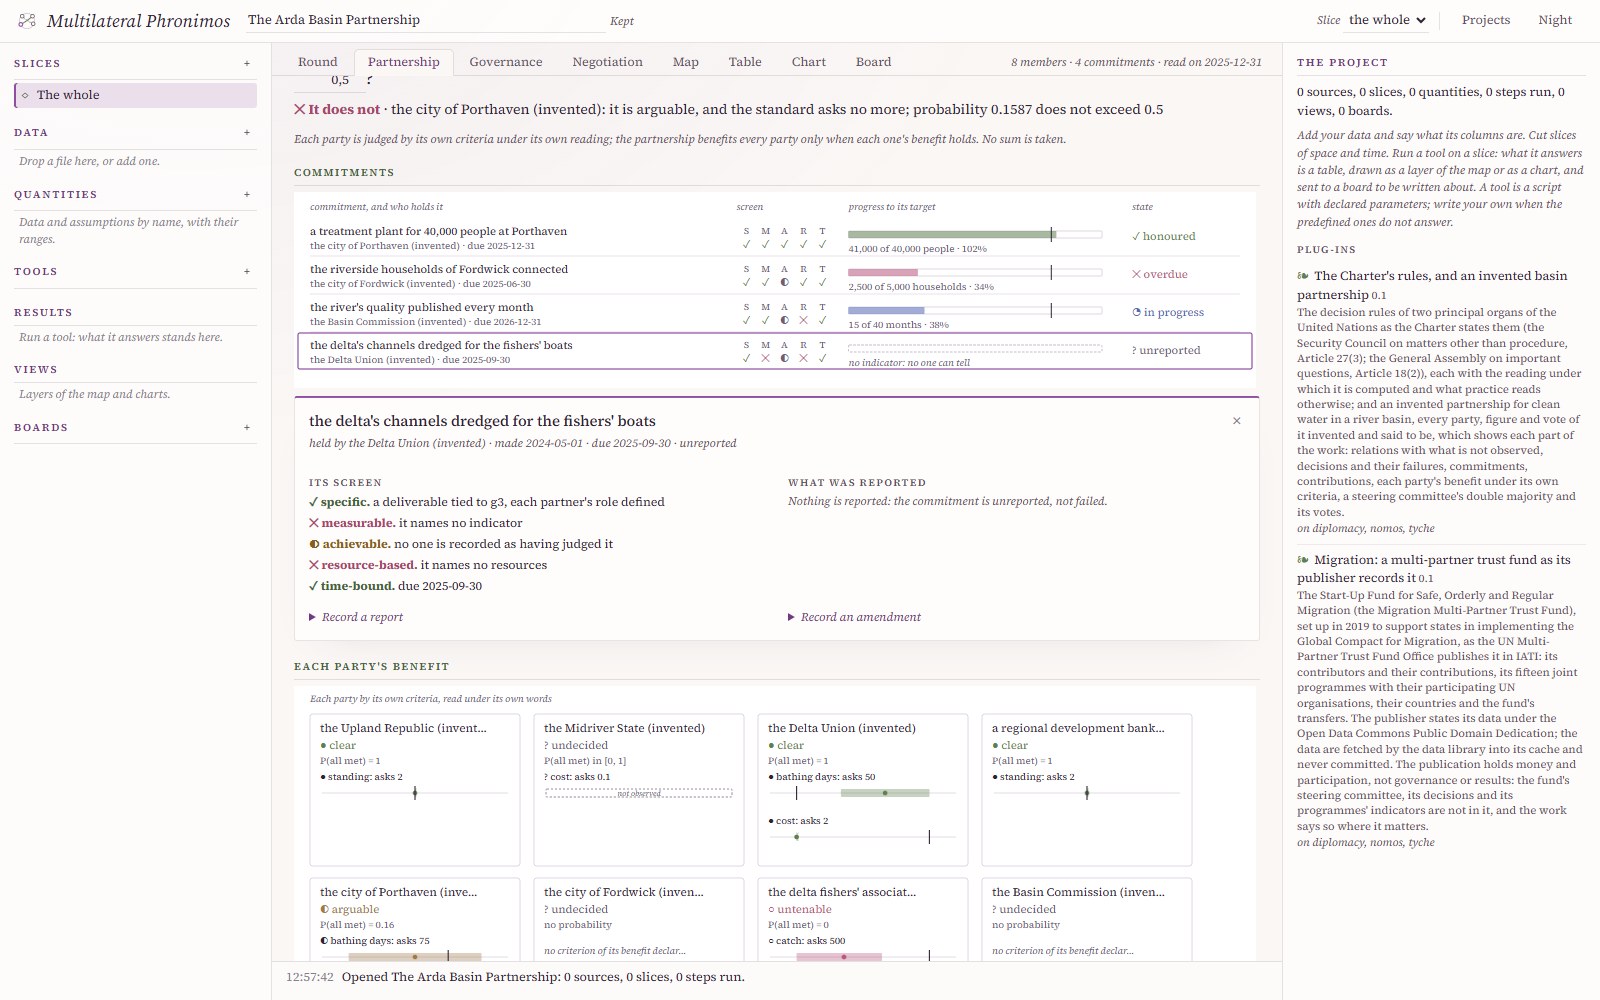 Multilateral Phronimos
The Arda Basin Partnership
Kept
Slice the whole
Projects
Night
SLICES +
◇ The whole
DATA +
Drop a file here, or add one.
QUANTITIES +
Data and assumptions by name, with their
ranges.
TOOLS +
RESULTS
Run a tool: what it answers stands here.
VIEWS
Layers of the map and charts.
BOARDS +
Round Partnership Governance Negotiation Map Table Chart Board
8 members · 4 commitments · read on 2025-12-31
0,5 ?
✕ It does not · the city of Porthaven (invented): it is arguable, and the standard asks no more; probability 0.1587 does not exceed 0.5
Each party is judged by its own criteria under its own reading; the partnership benefits every party only when each one's benefit holds. No sum is taken.
COMMITMENTS
commitment, and who holds it screen progress to its target state
a treatment plant for 40,000 people at Porthaven S M A R T
the city of Porthaven (invented) · due 2025-12-31 ✓ ✓ ✓ ✓ ✓ 41,000 of 40,000 people · 102% ✓ honoured
the riverside households of Fordwick connected S M A R T
the city of Fordwick (invented) · due 2025-06-30 ✓ ✓ ◐ ✓ ✓ 2,500 of 5,000 households · 34% ✕ overdue
the river's quality published every month S M A R T
the Basin Commission (invented) · due 2026-12-31 ✓ ✓ ◐ ✕ ✓ 15 of 40 months · 38% ◔ in progress
the delta's channels dredged for the fishers' boats S M A R T
the Delta Union (invented) · due 2025-09-30 ✓ ✕ ◐ ✕ ✓ no indicator: no one can tell ? unreported
the delta's channels dredged for the fishers' boats ×
held by the Delta Union (invented) · made 2024-05-01 · due 2025-09-30 · unreported
ITS SCREEN
✓ specific. a deliverable tied to g3, each partner's role defined
✕ measurable. it names no indicator
◐ achievable. no one is recorded as having judged it
✕ resource-based. it names no resources
✓ time-bound. due 2025-09-30
▶ Record a report
WHAT WAS REPORTED
Nothing is reported: the commitment is unreported, not failed.
▶ Record an amendment
EACH PARTY'S BENEFIT
Each party by its own criteria, read under its own words
the Upland Republic (invent...
● clear
P(all met) = 1
● standing: asks 2
the Midriver State (invented)
? undecided
P(all met) in [0, 1]
? cost: asks 0.1
not observed
the Delta Union (invented)
● clear
P(all met) = 1
● bathing days: asks 50
● cost: asks 2
a regional development bank...
● clear
P(all met) = 1
● standing: asks 2
the city of Porthaven (inve...
◐ arguable
P(all met) = 0.16
◐ bathing days: asks 75
the city of Fordwick (inven...
? undecided
no probability
no criterion of its benefit declar...
the delta fishers' associat...
○ untenable
P(all met) = 0
○ catch: asks 500
the Basin Commission (inven...
? undecided
no probability
no criterion of its benefit declar...
12:57:42 Opened The Arda Basin Partnership: 0 sources, 0 slices, 0 steps run.
THE PROJECT
0 sources, 0 slices, 0 quantities, 0 steps run, 0
views, 0 boards.
Add your data and say what its columns are. Cut slices
of space and time. Run a tool on a slice: what it answers
is a table, drawn as a layer of the map or as a chart, and
sent to a board to be written about. A tool is a script
with declared parameters; write your own when the
predefined ones do not answer.
PLUG-INS
❧ The Charter's rules, and an invented basin
partnership 0.1
The decision rules of two principal organs of the
United Nations as the Charter states them (the
Security Council on matters other than procedure,
Article 27(3); the General Assembly on important
questions, Article 18(2)), each with the reading under
which it is computed and what practice reads
otherwise; and an invented partnership for clean
water in a river basin, every party, figure and vote of
it invented and said to be, which shows each part of
the work: relations with what is not observed,
decisions and their failures, commitments,
contributions, each party's benefit under its own
criteria, a steering committee's double majority and
its votes.
on diplomacy, nomos, tyche
❧ Migration: a multi-partner trust fund as its
publisher records it 0.1
The Start-Up Fund for Safe, Orderly and Regular
Migration (the Migration Multi-Partner Trust Fund),
set up in 2019 to support states in implementing the
Global Compact for Migration, as the UN Multi-
Partner Trust Fund Office publishes it in IATI: its
contributors and their contributions, its fifteen joint
programmes with their participating UN
organisations, their countries and the fund's
transfers. The publisher states its data under the
Open Data Commons Public Domain Dedication; the
data are fetched by the data library into its cache and
never committed. The publication holds money and
participation, not governance or results: the fund's
steering committee, its decisions and its
programmes' indicators are not in it, and the work
says so where it matters.
on diplomacy, nomos, tyche